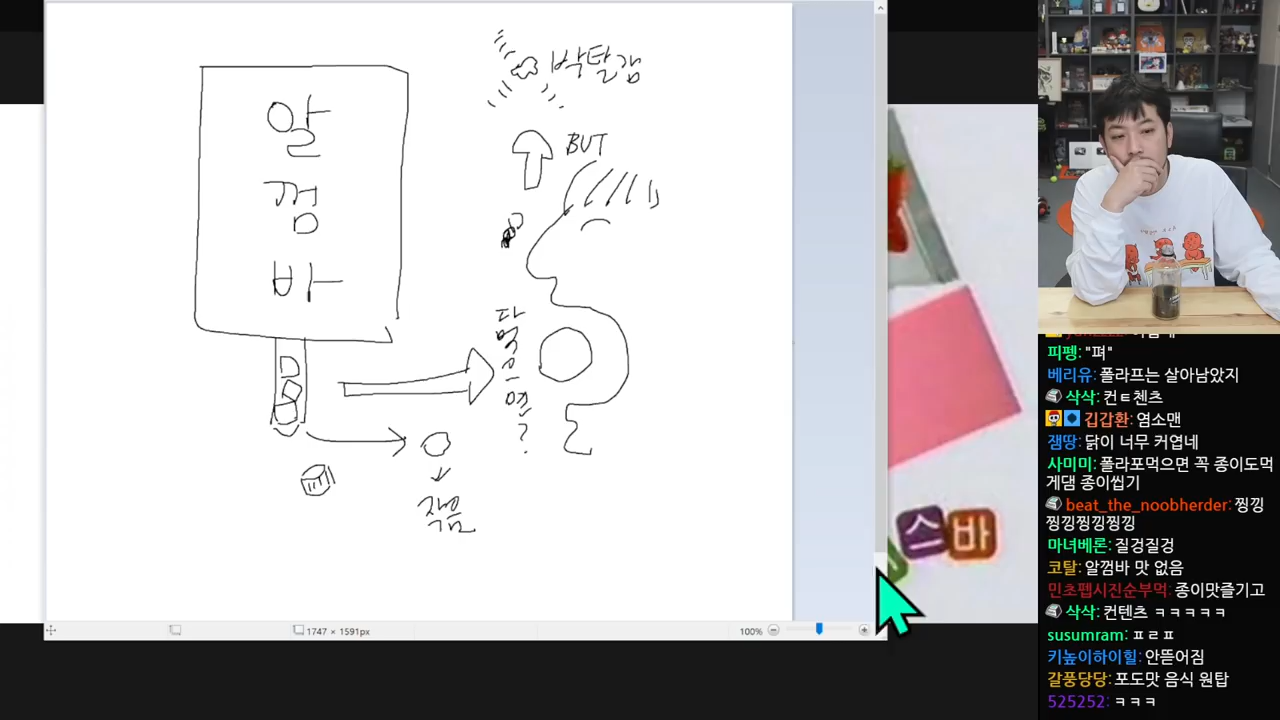 알
껌
바
박탈감
BUT
다
먹으면?
작음
1747 × 1591px
100%
스바
피펭: "펴"
베리유: 폴라프는 살아남았지
삭삭: 컨ㅌ첸츠
김갑환: 염소맨
잼땅: 닭이 너무 커엽네
사미미: 폴라포먹으면 꼭 종이도먹
게댐 종이씹기
beat_the_noobherder: 찡낑
찡낑찡낑찡낑
마녀베론: 질겅질겅
코탈: 알껌바 맛 없음
민초펩시진순부먹: 종이맛즐기고
삭삭: 컨텐츠 ㅋㅋㅋㅋㅋ
susumram: ㅍㄹㅍ
키높이하이힐: 안뜯어짐
갈풍당당: 포도맛 음식 원탑
525252: ㅋㅋㅋ